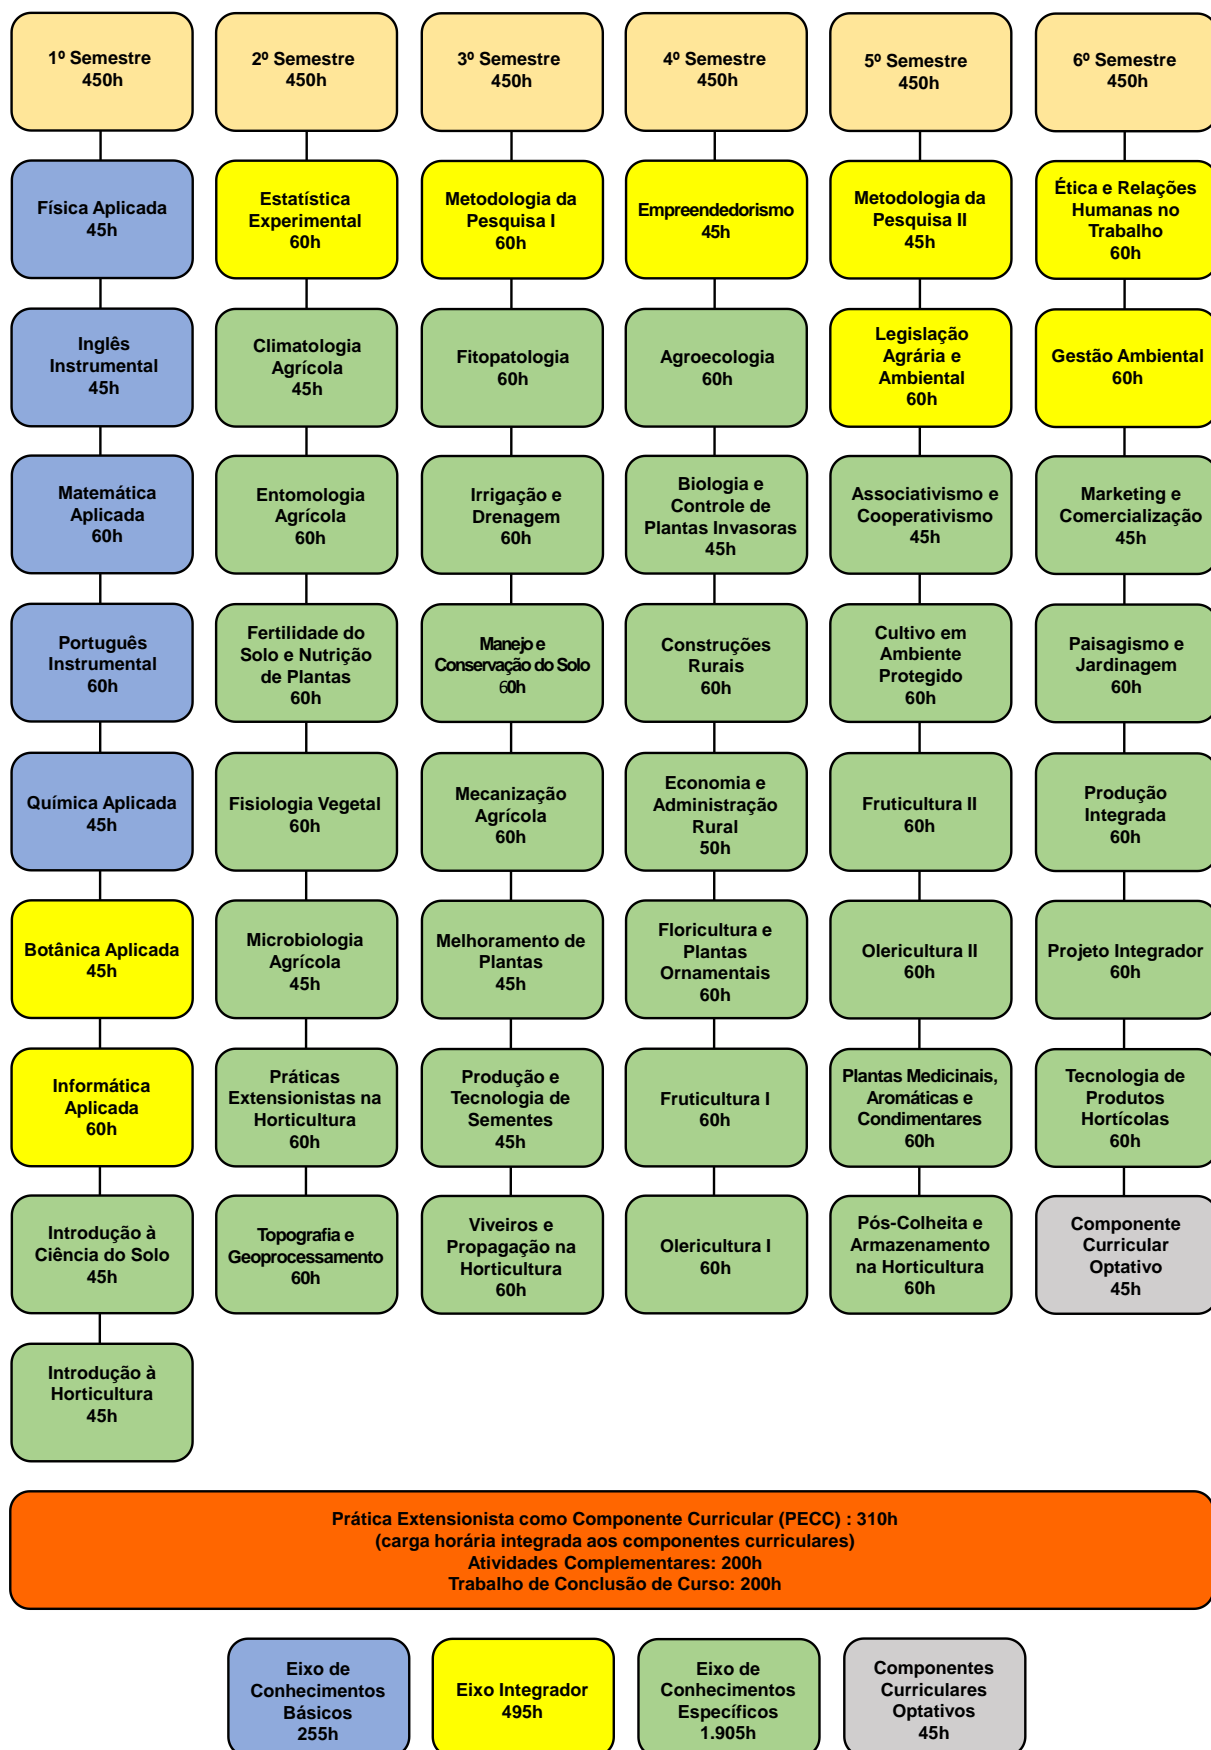 1º Semestre
450h
2º Semestre
450h
3º Semestre
450h
4º Semestre
450h
5º Semestre
450h
6º Semestre
450h
Física Aplicada
45h
Estatística
Experimental
60h
Metodologia da
Pesquisa I
60h
Empreendedorismo
45h
Metodologia da
Pesquisa II
45h
Ética e Relações
Humanas no
Trabalho
60h
Inglês
Instrumental
45h
Climatologia
Agrícola
45h
Fitopatologia
60h
Agroecologia
60h
Legislação
Agrária e
Ambiental
60h
Gestão Ambiental
60h
Matemática
Aplicada
60h
Entomologia
Agrícola
60h
Irrigação e
Drenagem
60h
Biologia e
Controle de
Plantas Invasoras
45h
Associativismo e
Cooperativismo
45h
Marketing e
Comercialização
45h
Português
Instrumental
60h
Fertilidade do
Solo e Nutrição
de Plantas
60h
Manejo e
Conservação do Solo
60h
Construções
Rurais
60h
Cultivo em
Ambiente
Protegido
60h
Paisagismo e
Jardinagem
60h
Química Aplicada
45h
Fisiologia Vegetal
60h
Mecanização
Agrícola
60h
Economia e
Administração
Rural
50h
Fruticultura II
60h
Produção
Integrada
60h
Botânica Aplicada
45h
Microbiologia
Agrícola
45h
Melhoramento de
Plantas
45h
Floricultura e
Plantas
Ornamentais
60h
Olericultura II
60h
Projeto Integrador
60h
Informática
Aplicada
60h
Práticas
Extensionistas na
Horticultura
60h
Produção e
Tecnologia de
Sementes
45h
Fruticultura I
60h
Plantas Medicinais,
Aromáticas e
Condimentares
60h
Tecnologia de
Produtos
Hortícolas
60h
Introdução à
Ciência do Solo
45h
Topografia e
Geoprocessamento
60h
Viveiros e
Propagação na
Horticultura
60h
Olericultura I
60h
Pós-Colheita e
Armazenamento
na Horticultura
60h
Componente
Curricular
Optativo
45h
Introdução à
Horticultura
45h
Prática Extensionista como Componente Curricular (PECC) : 310h
(carga horária integrada aos componentes curriculares)
Atividades Complementares: 200h
Trabalho de Conclusão de Curso: 200h
Eixo de
Conhecimentos
Básicos
255h
Eixo Integrador
495h
Eixo de
Conhecimentos
Específicos
1.905h
Componentes
Curriculares
Optativos
45h